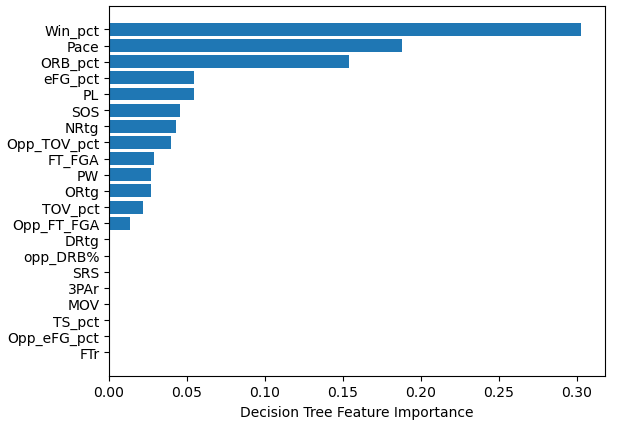 Win_pct
Pace
ORB_pct
eFG_pct
PL
SOS
NRtg
Opp_TOV_pct
FT_FGA
PW
ORtg
TOV_pct
Opp_FT_FGA
DRtg
opp_DRB%
SRS
3PAr
MOV
TS_pct
Opp_eFG_pct
FTr
0.00 0.05 0.10 0.15 0.20 0.25 0.30
Decision Tree Feature Importance